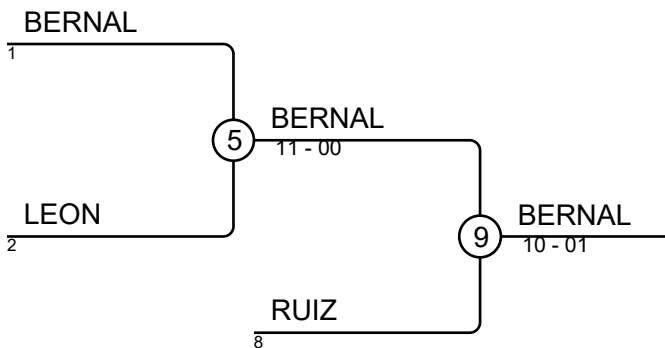 BERNAL
1
5
BERNAL
11 - 00
LEON
2
9
BERNAL
10 - 01
RUIZ
8